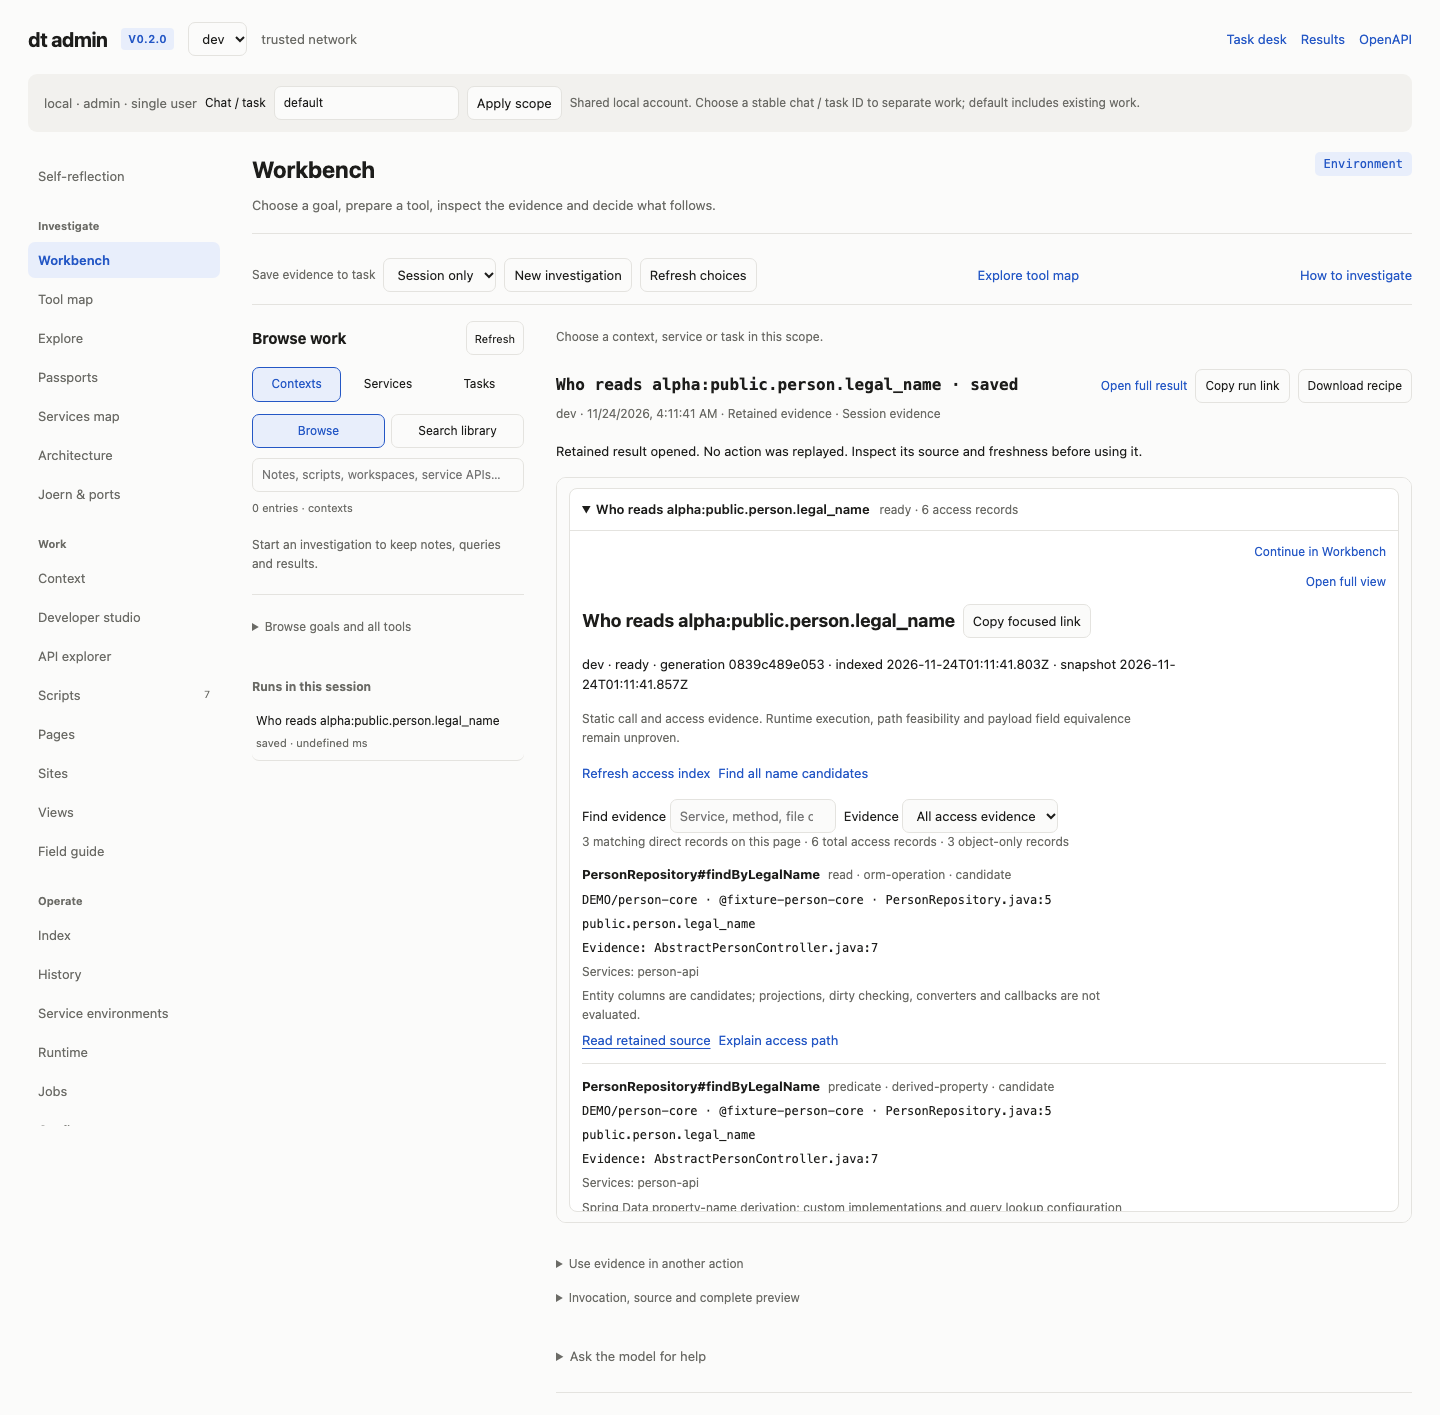 dt admin V0.2.0 dev trusted network Task desk Results OpenAPI
local · admin · single user Chat / task default Apply scope Shared local account. Choose a stable chat / task ID to separate work; default includes existing work.
Self-reflection
Investigate
Workbench
Tool map
Explore
Passports
Services map
Architecture
Joern & ports
Work
Context
Developer studio
API explorer
Scripts 7
Pages
Sites
Views
Field guide
Operate
Index
History
Service environments
Runtime
Jobs
Workbench Environment
Choose a goal, prepare a tool, inspect the evidence and decide what follows.
Save evidence to task Session only New investigation Refresh choices Explore tool map How to investigate
Browse work Refresh
Contexts Services Tasks
Browse Search library
Notes, scripts, workspaces, service APIs...
0 entries · contexts
Start an investigation to keep notes, queries
and results.
▶ Browse goals and all tools
Runs in this session
Who reads alpha:public.person.legal_name
saved · undefined ms
Choose a context, service or task in this scope.
Who reads alpha:public.person.legal_name · saved Open full result Copy run link Download recipe
dev · 11/24/2026, 4:11:41 AM · Retained evidence · Session evidence
Retained result opened. No action was replayed. Inspect its source and freshness before using it.
▼ Who reads alpha:public.person.legal_name ready · 6 access records
Continue in Workbench
Open full view
Who reads alpha:public.person.legal_name Copy focused link
dev · ready · generation 0839c489e053 · indexed 2026-11-24T01:11:41.803Z · snapshot 2026-11-
24T01:11:41.857Z
Static call and access evidence. Runtime execution, path feasibility and payload field equivalence
remain unproven.
Refresh access index Find all name candidates
Find evidence Service, method, file c Evidence All access evidence
3 matching direct records on this page · 6 total access records · 3 object-only records
PersonRepository#findByLegalName read · orm-operation · candidate
DEMO/person-core · @fixture-person-core · PersonRepository.java:5
public.person.legal_name
Evidence: AbstractPersonController.java:7
Services: person-api
Entity columns are candidates; projections, dirty checking, converters and callbacks are not
evaluated.
Read retained source Explain access path
PersonRepository#findByLegalName predicate · derived-property · candidate
DEMO/person-core · @fixture-person-core · PersonRepository.java:5
public.person.legal_name
Evidence: AbstractPersonController.java:7
Services: person-api
Spring Data property-name derivation; custom implementations and query lookup configuration
▶ Use evidence in another action
▶ Invocation, source and complete preview
▶ Ask the model for help